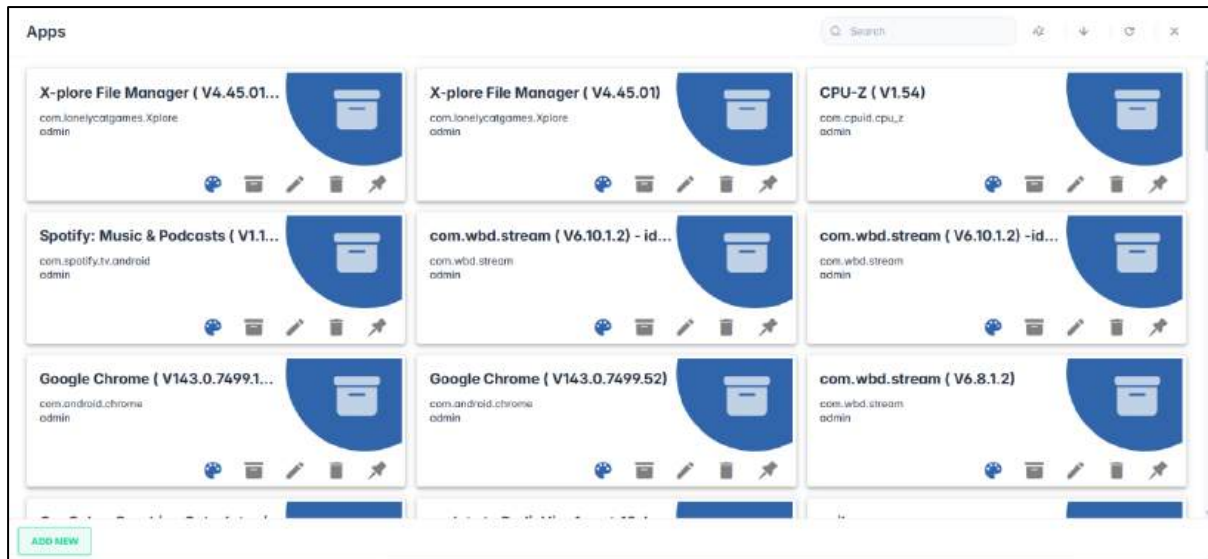 Apps
Search
X-plore File Manager ( V4.45.01...
com.lonelycatgames.Xplore
admin
X-plore File Manager ( V4.45.01)
com.lonelycatgames.Xplore
admin
CPU-Z ( V1.54)
com.cpuid.cpu_z
admin
Spotify: Music & Podcasts ( V1.1...
com.spotify.tv.android
admin
com.wbd.stream ( V6.10.1.2) - id...
com.wbd.stream
admin
com.wbd.stream ( V6.10.1.2) -id...
com.wbd.stream
admin
Google Chrome ( V143.0.7499.1...
com.android.chrome
admin
Google Chrome ( V143.0.7499.52)
com.android.chrome
admin
com.wbd.stream ( V6.8.1.2)
com.wbd.stream
admin
ADD NEW